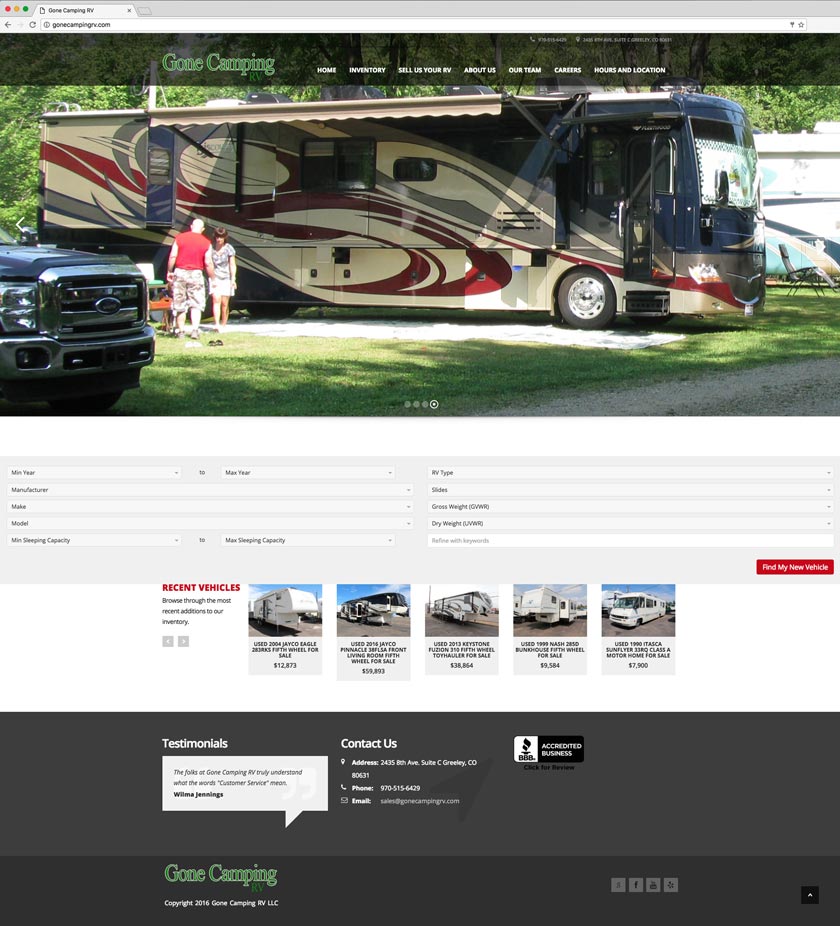 Gone Camping RV
gonecampingrv.com
970-515-6429 2435 8TH AVE. SUITE C GREELEY, CO 80631
Gone Camping
RV
HOME INVENTORY SELL US YOUR RV ABOUT US OUR TEAM CAREERS HOURS AND LOCATION
Min Year to Max Year RV Type
Manufacturer Slides
Make Gross Weight (GVWR)
Model Dry Weight (UVWR)
Min Sleeping Capacity to Max Sleeping Capacity Refine with keywords
Find My New Vehicle
RECENT VEHICLES
Browse through the most
recent additions to our
inventory.
USED 2004 JAYCO EAGLE
283RKS FIFTH WHEEL FOR
SALE
$12,873
USED 2016 JAYCO
PINNACLE 38FLSA FRONT
LIVING ROOM FIFTH
WHEEL FOR SALE
$59,893
USED 2013 KEYSTONE
FUZION 310 FIFTH WHEEL
TOYHAULER FOR SALE
$38,864
USED 1999 NASH 28SD
BUNKHOUSE FIFTH WHEEL
FOR SALE
$9,584
USED 1990 ITASCA
SUNFLYER 33RQ CLASS A
MOTOR HOME FOR SALE
$7,900
Testimonials
The folks at Gone Camping RV truly understand
what the words "Customer Service" mean.
Wilma Jennings
Contact Us
Address: 2435 8th Ave. Suite C Greeley, CO
80631
Phone: 970-515-6429
Email: sales@gonecampingrv.com
BBB.
ACCREDITED
BUSINESS
Click for Review
Gone Camping
RV
Copyright 2016 Gone Camping RV LLC